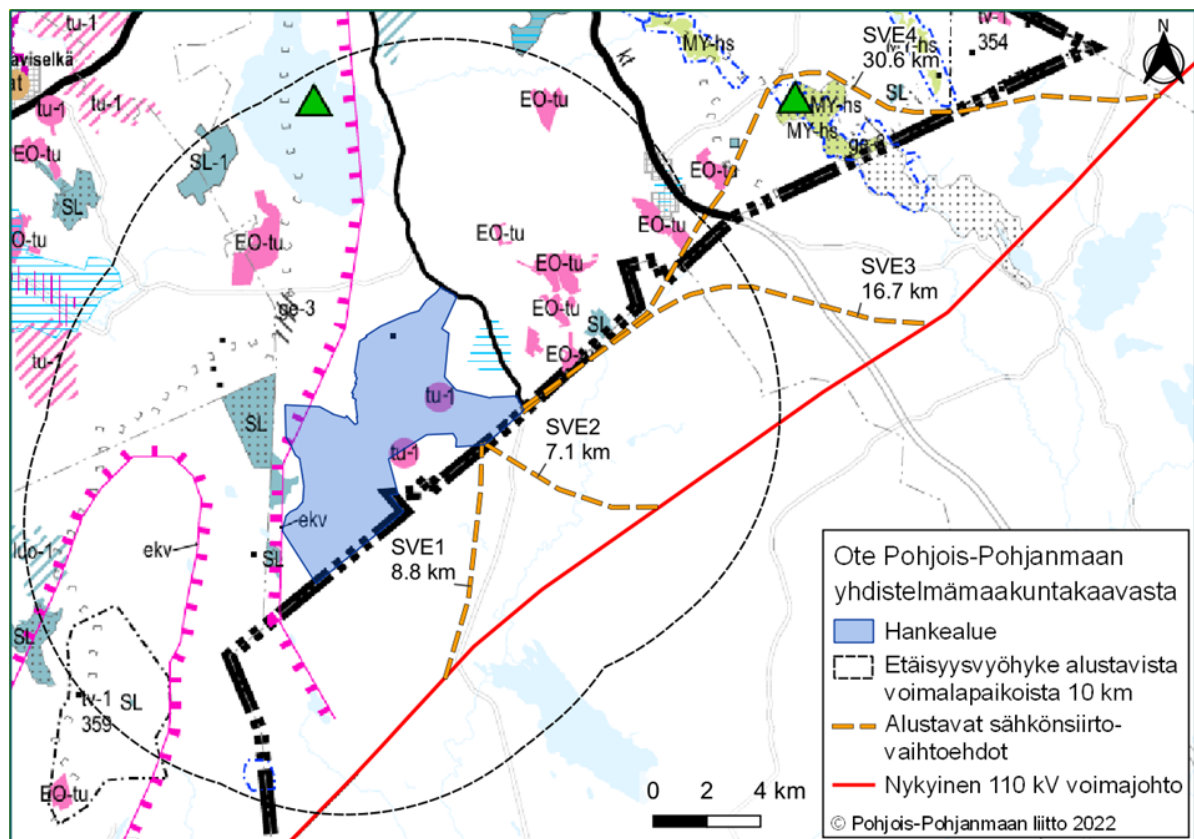 tu-1
aviselkä
at
tu-1
tu-1
EO-tu
SL
SL-1
O-tu
EO-tu
tu-1
ge-3
SL
ekv
SL
ekv
SL
tv-1
359
SL
EO-tu
kt
MY-hs
EO-tu
SVE4
30.6 km
tv-1
354
MY-hs
SL
MY-hs
MY-hs
EO-tu
EO-tu
EO-tu
EO-tu
EO-tu
SL
tu-1
tu-1
SVE3
16.7 km
SVE2
7.1 km
SVE1
8.8 km
N
0 2 4 km
Ote Pohjois-Pohjanmaan
yhdistelmämaakuntakaavasta
Hankealue
Etäisyysvyöhyke alustavista
voimalapaikoista 10 km
Alustavat sähkönsiirto-
vaihtoehdot
Nykyinen 110 kV voimajohto
© Pohjois-Pohjanmaan liitto 2022